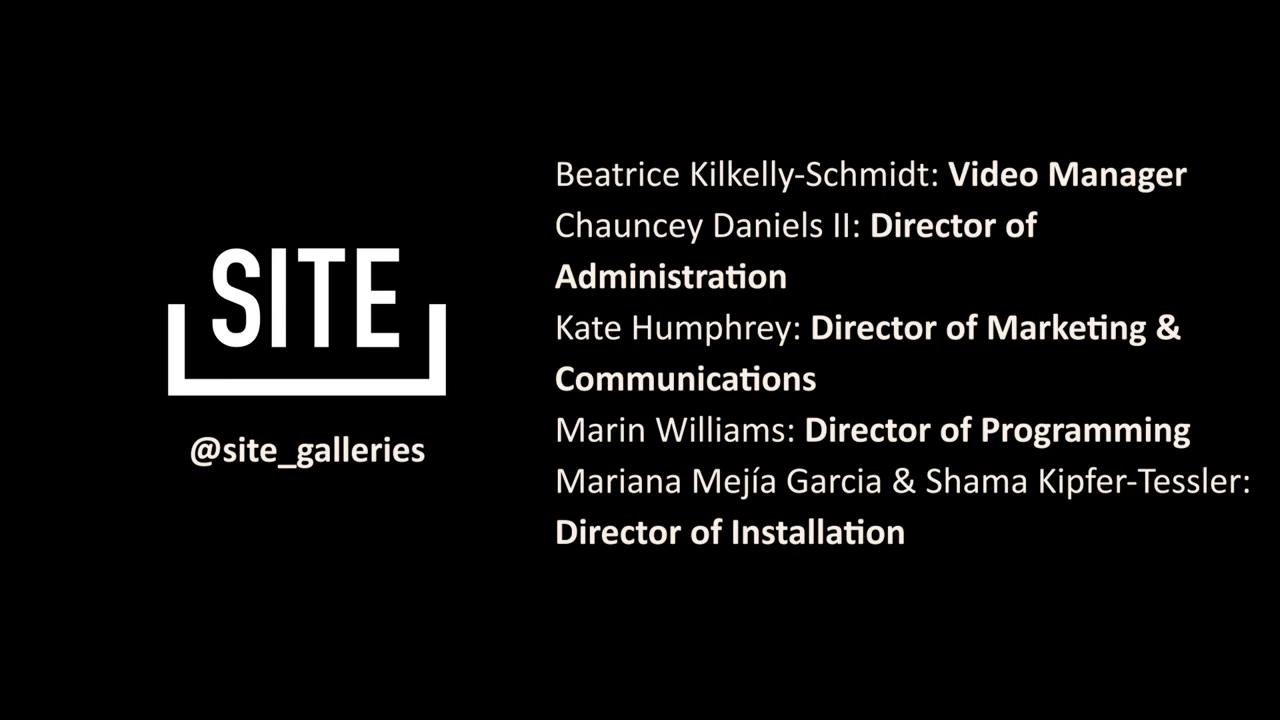 SITE
@site_galleries
Beatrice Kilkelly-Schmidt: Video Manager
Chauncey Daniels II: Director of
Administration
Kate Humphrey: Director of Marketing &
Communications
Marin Williams: Director of Programming
Mariana Mejía Garcia & Shama Kipfer-Tessler:
Director of Installation